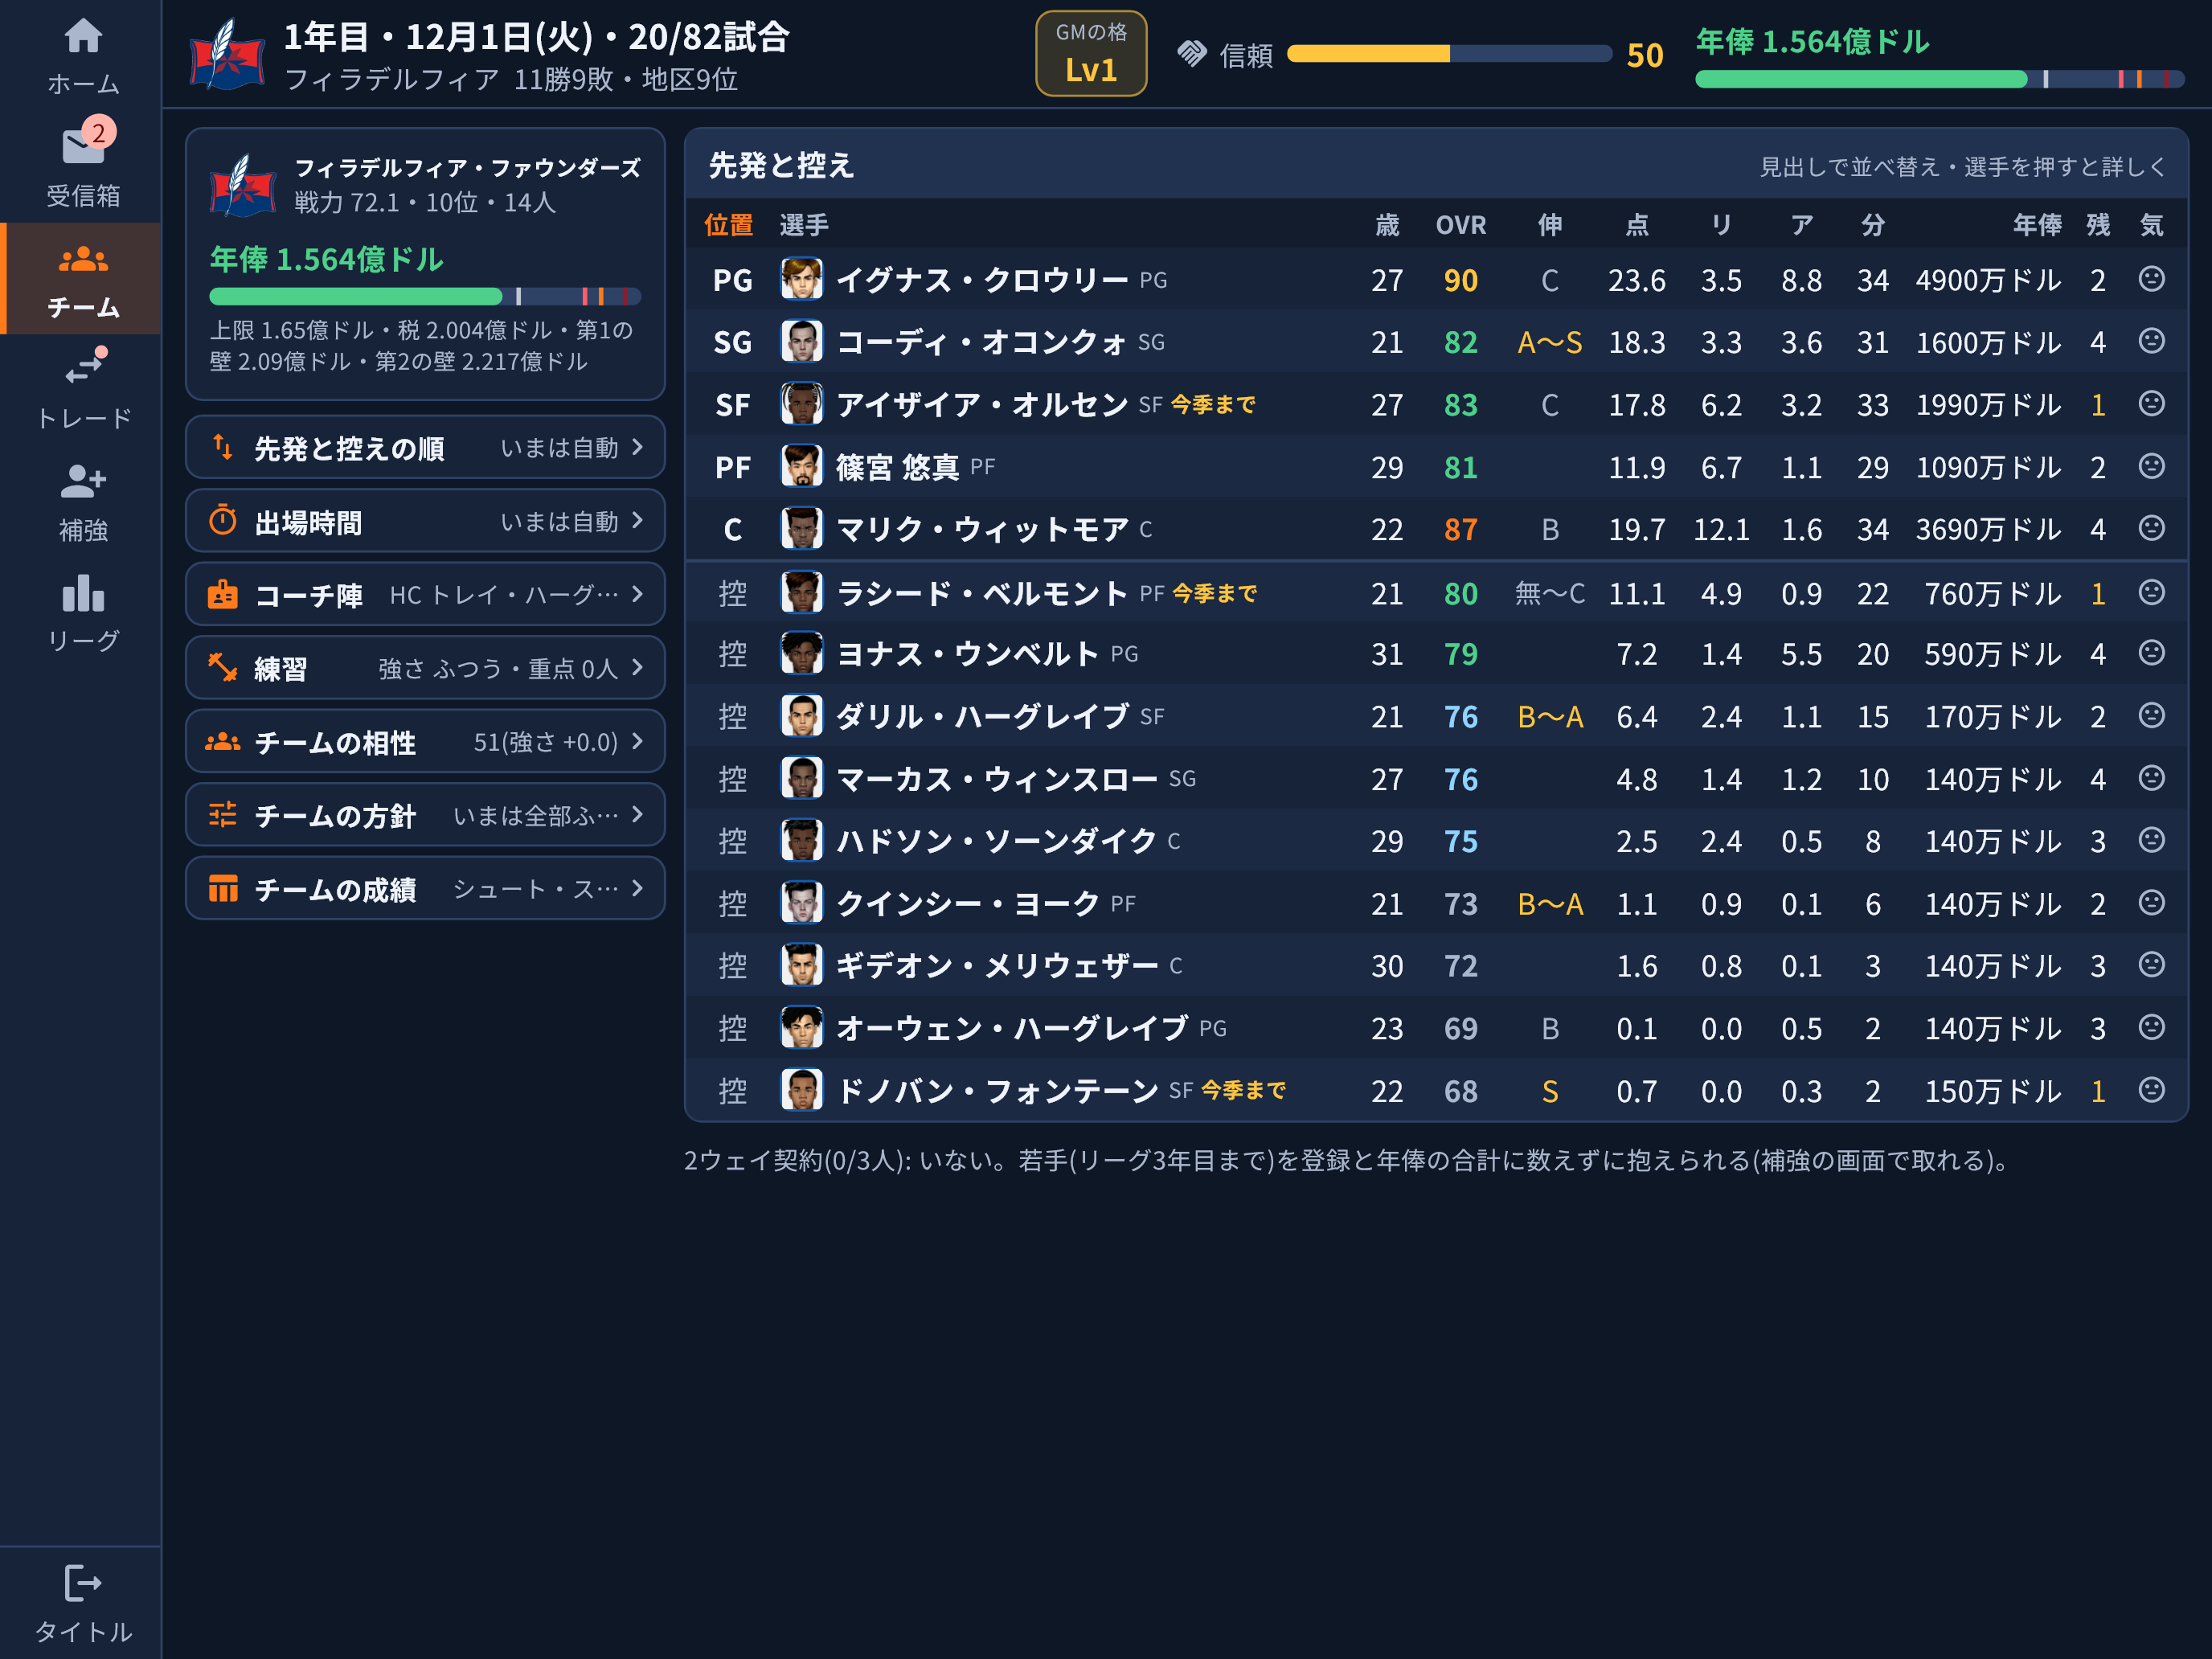 ホーム
2
受信箱
チーム
トレード
補強
リーグ
タイトル
1年目・12月1日(火)・20/82試合
フィラデルフィア 11勝9敗・地区9位
GMの格
Lv1
信頼
50
年俸 1.564億ドル
フィラデルフィア・ファウンダーズ
戦力 72.1・10位・14人
年俸 1.564億ドル
上限 1.65億ドル・税 2.004億ドル・第1の
壁 2.09億ドル・第2の壁 2.217億ドル
先発と控えの順 いまは自動
出場時間 いまは自動
コーチ陣 HC トレイ・ハーグ…
練習 強さ ふつう・重点 0人
チームの相性 51(強さ +0.0)
チームの方針 いまは全部ふ…
チームの成績 シュート・ス…
先発と控え 見出しで並べ替え・選手を押すと詳しく
位置 選手 歳 OVR 伸 点 リ ア 分 年俸 残 気
PG イグナス・クロウリー PG 27 90 C 23.6 3.5 8.8 34 4900万ドル 2
SG コーディ・オコンクォ SG 21 82 A〜S 18.3 3.3 3.6 31 1600万ドル 4
SF アイザイア・オルセン SF 今季まで 27 83 C 17.8 6.2 3.2 33 1990万ドル 1
PF 篠宮 悠真 PF 29 81 11.9 6.7 1.1 29 1090万ドル 2
C マリク・ウィットモア C 22 87 B 19.7 12.1 1.6 34 3690万ドル 4
控 ラシード・ベルモント PF 今季まで 21 80 無〜C 11.1 4.9 0.9 22 760万ドル 1
控 ヨナス・ウンベルト PG 31 79 7.2 1.4 5.5 20 590万ドル 4
控 ダリル・ハーグレイブ SF 21 76 B〜A 6.4 2.4 1.1 15 170万ドル 2
控 マーカス・ウィンスロー SG 27 76 4.8 1.4 1.2 10 140万ドル 4
控 ハドソン・ソーンダイク C 29 75 2.5 2.4 0.5 8 140万ドル 3
控 クインシー・ヨーク PF 21 73 B〜A 1.1 0.9 0.1 6 140万ドル 2
控 ギデオン・メリウェザー C 30 72 1.6 0.8 0.1 3 140万ドル 3
控 オーウェン・ハーグレイブ PG 23 69 B 0.1 0.0 0.5 2 140万ドル 3
控 ドノバン・フォンテーン SF 今季まで 22 68 S 0.7 0.0 0.3 2 150万ドル 1
2ウェイ契約(0/3人): いない。若手(リーグ3年目まで)を登録と年俸の合計に数えずに抱えられる(補強の画面で取れる)。